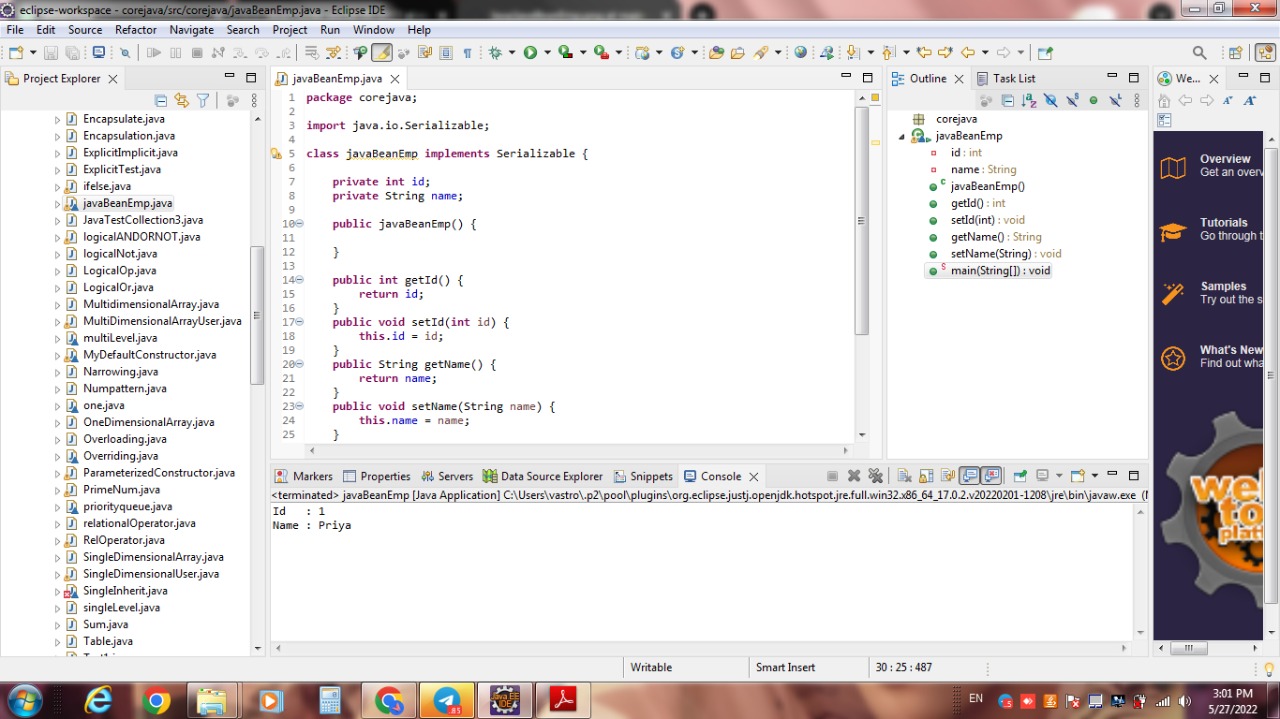 eclipse-workspace - corejava/src/corejava/javaBeanEmp.java - Eclipse IDE
File Edit Source Refactor Navigate Search Project Run Window Help
Project Explorer
Encapsulate.java
Encapsulation.java
ExplicitImplicit.java
ExplicitTest.java
ifelse.java
javaBeanEmp.java
JavaTestCollection3.java
logicalANDORNOT.java
logicalNot.java
LogicalOp.java
LogicalOr.java
MultidimensionalArray.java
MultiDimensionalArrayUser.java
multiLevel.java
MyDefaultConstructor.java
Narrowing.java
Numpattern.java
one.java
OneDimensionalArray.java
Overloading.java
Overriding.java
ParameterizedConstructor.java
PrimeNum.java
priorityqueue.java
relationalOperator.java
RelOperator.java
SingleDimensionalArray.java
SingleDimensionalUser.java
SingleInherit.java
singleLevel.java
Sum.java
Table.java
javaBeanEmp.java
1 package corejava;
2
3 import java.io.Serializable;
4
5 class javaBeanEmp implements Serializable {
6
7 private int id;
8 private String name;
9
10 public javaBeanEmp() {
11
12 }
13
14 public int getId() {
15 return id;
16 }
17 public void setId(int id) {
18 this.id = id;
19 }
20 public String getName() {
21 return name;
22 }
23 public void setName(String name) {
24 this.name = name;
25 }
Outline Task List
corejava
javaBeanEmp
id : int
name : String
javaBeanEmp()
getId() : int
setId(int) : void
getName() : String
setName(String) : void
main(String[]) : void
We...
Overview
Get an overv
Tutorials
Go through t
Samples
Try out the s
What's New
Find out wha
Markers Properties Servers Data Source Explorer Snippets Console
<terminated> javaBeanEmp [Java Application] C:\Users\vastro\.p2\pool\plugins\org.eclipse.justj.openjdk.hotspot.jre.full.win32.x86_64_17.0.2.v20220201-1208\jre\bin\javaw.exe
Id : 1
Name : Priya
Writable Smart Insert 30 : 25 : 487
Java EE
IDE
85
EN
3:01 PM
5/27/2022